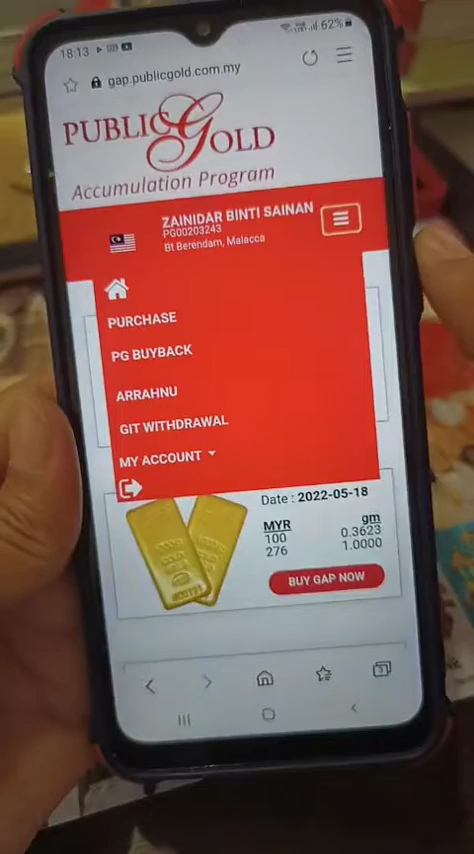 18:13
62%
gap.publicgold.com.my
PUBLIC GOLD
Accumulation Program
ZAINIDAR BINTI SAINAN
PG00203243
Bt Berendam, Malacca
PURCHASE
PG BUYBACK
ARRAHNU
GIT WITHDRAWAL
MY ACCOUNT
Date : 2022-05-18
MYR gm
100 0.3623
276 1.0000
BUY GAP NOW